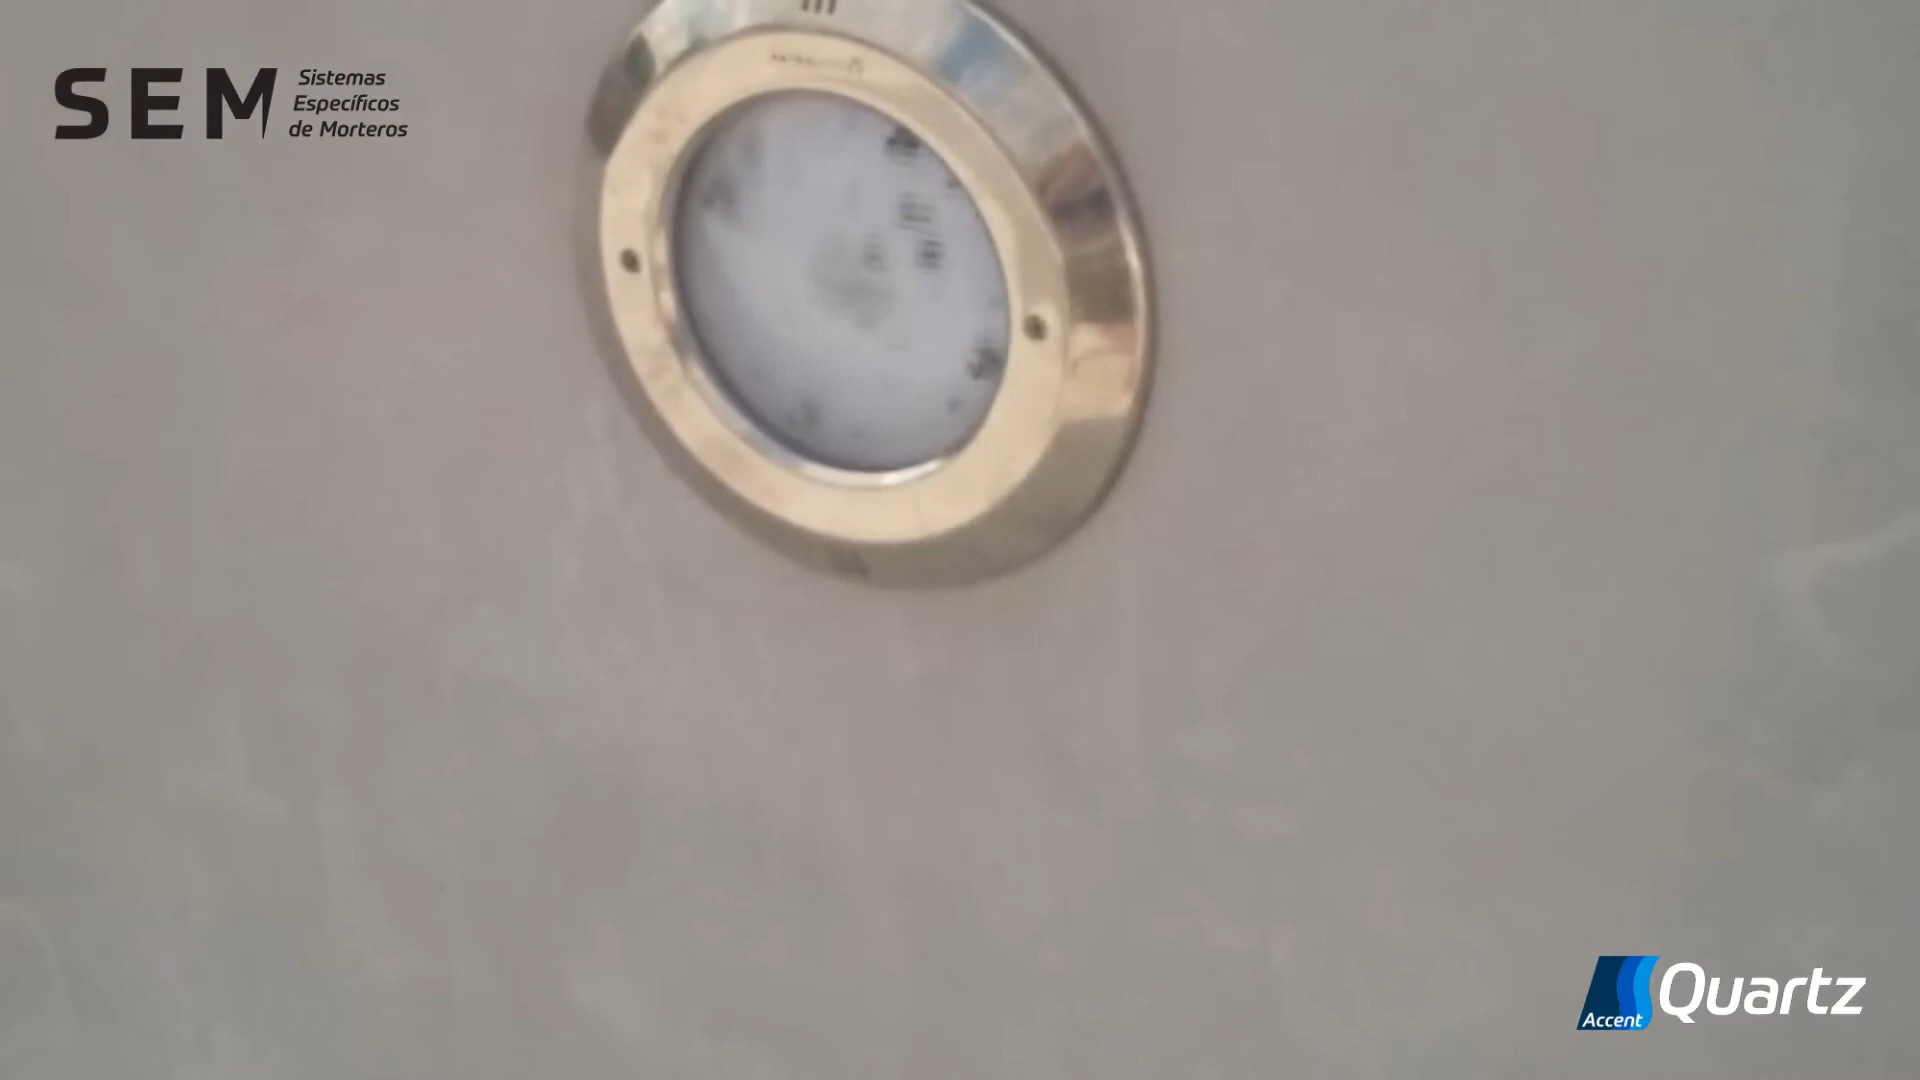 SEM
Sistemas
Específicos
de Morteros
Quartz
Accent